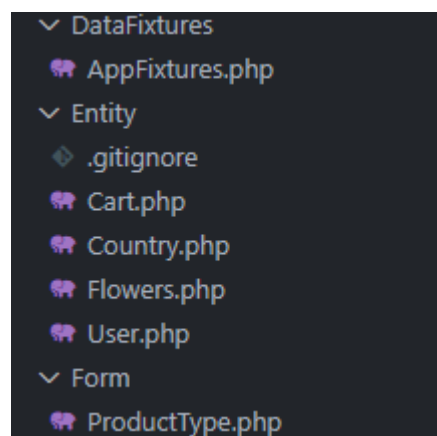 DataFixtures
AppFixtures.php
Entity
.gitignore
Cart.php
Country.php
Flowers.php
User.php
Form
ProductType.php